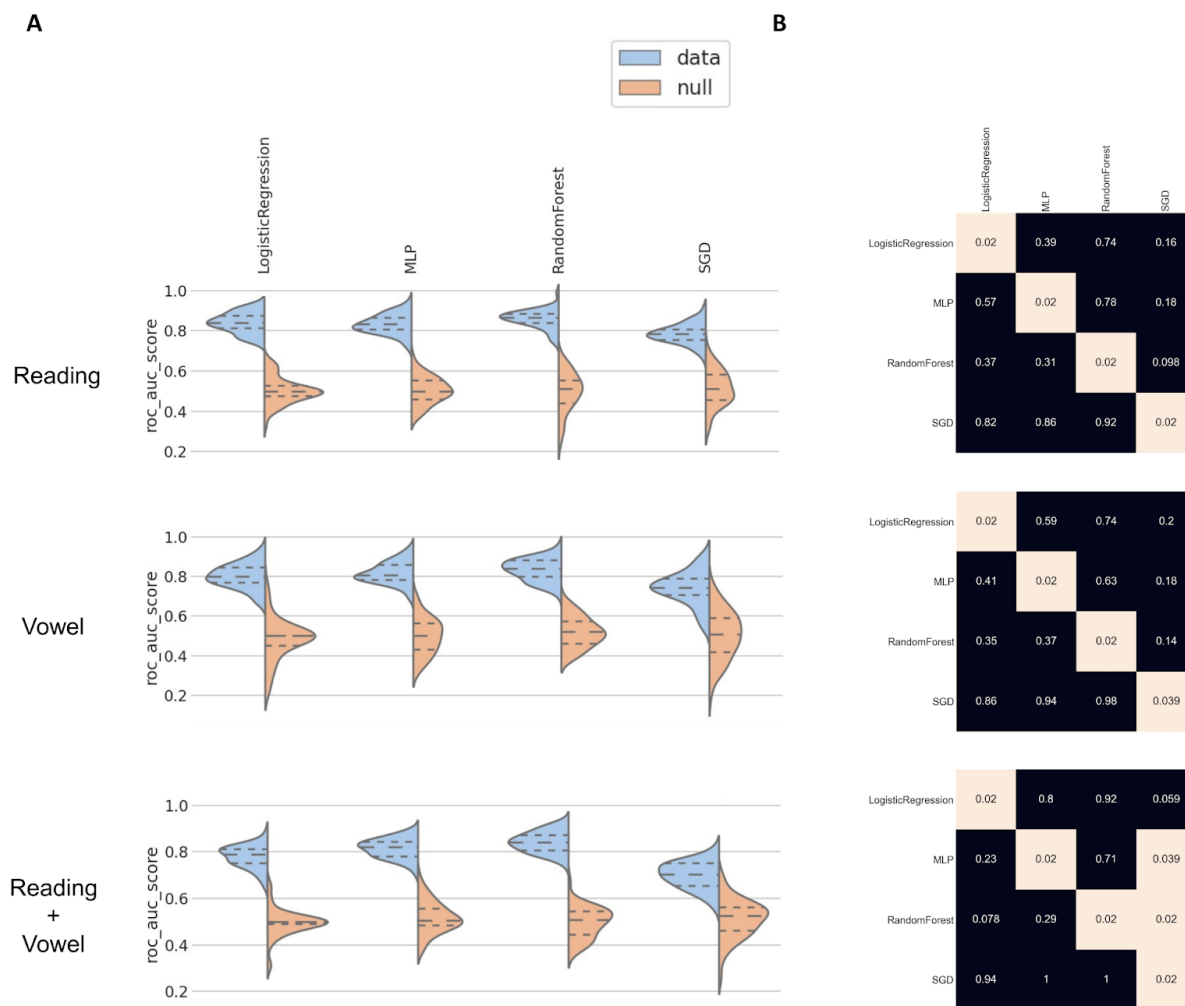 A B
data
null
LogisticRegression MLP RandomForest SGD
Reading
roc_auc_score
1.0
0.8
0.6
0.4
0.2
LogisticRegression MLP RandomForest SGD
LogisticRegression 0.02 0.39 0.74 0.16
MLP 0.57 0.02 0.78 0.18
RandomForest 0.37 0.31 0.02 0.098
SGD 0.82 0.86 0.92 0.02
Vowel
roc_auc_score
1.0
0.8
0.6
0.4
0.2
LogisticRegression 0.02 0.59 0.74 0.2
MLP 0.41 0.02 0.63 0.18
RandomForest 0.35 0.37 0.02 0.14
SGD 0.86 0.94 0.98 0.039
Reading
+
Vowel
roc_auc_score
1.0
0.8
0.6
0.4
0.2
LogisticRegression 0.02 0.8 0.92 0.059
MLP 0.23 0.02 0.71 0.039
RandomForest 0.078 0.29 0.02 0.02
SGD 0.94 1 1 0.02